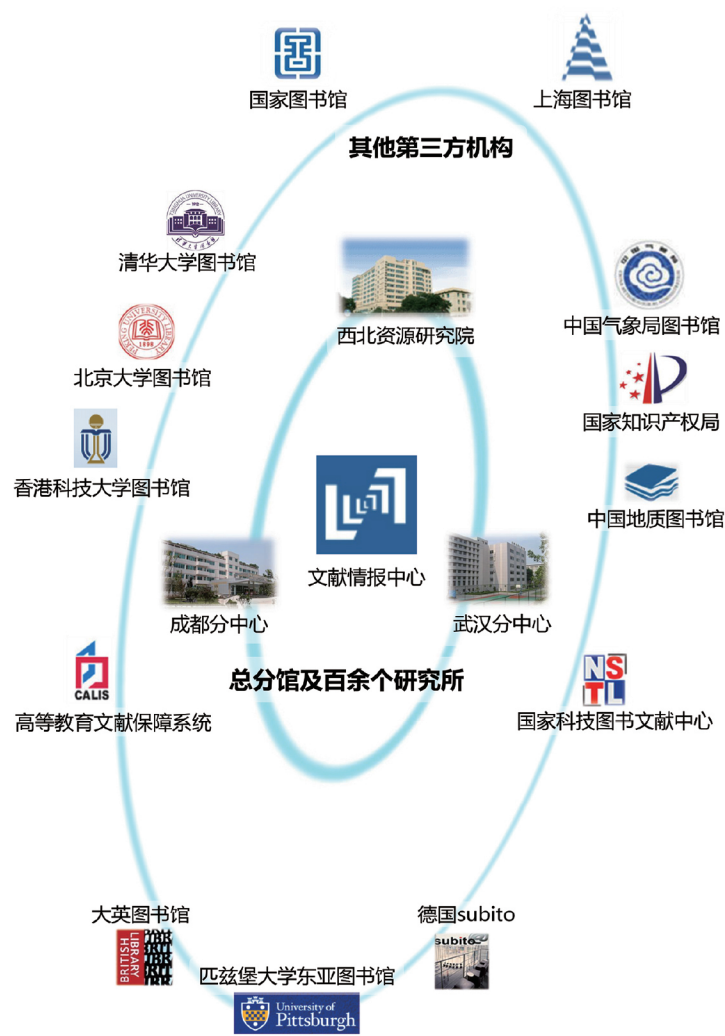 国家图书馆
上海图书馆
其他第三方机构
清华大学图书馆
西北资源研究院
中国气象局图书馆
1898
北京大学图书馆
国家知识产权局
香港科技大学图书馆
中国地质图书馆
文献情报中心
成都分中心
武汉分中心
总分馆及百余个研究所
CALIS
高等教育文献保障系统
NS
TL
国家科技图书文献中心
大英图书馆
德国subito
BRITISH
LIBRARY
subito
匹兹堡大学东亚图书馆
University of
Pittsburgh